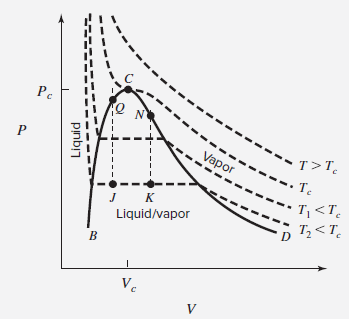 C
P_c
Q
N
P
Liquid
Vapor
T > T_c
T_c
J
K
T_1 < T_c
Liquid/vapor
T_2 < T_c
B
D
V_c
V